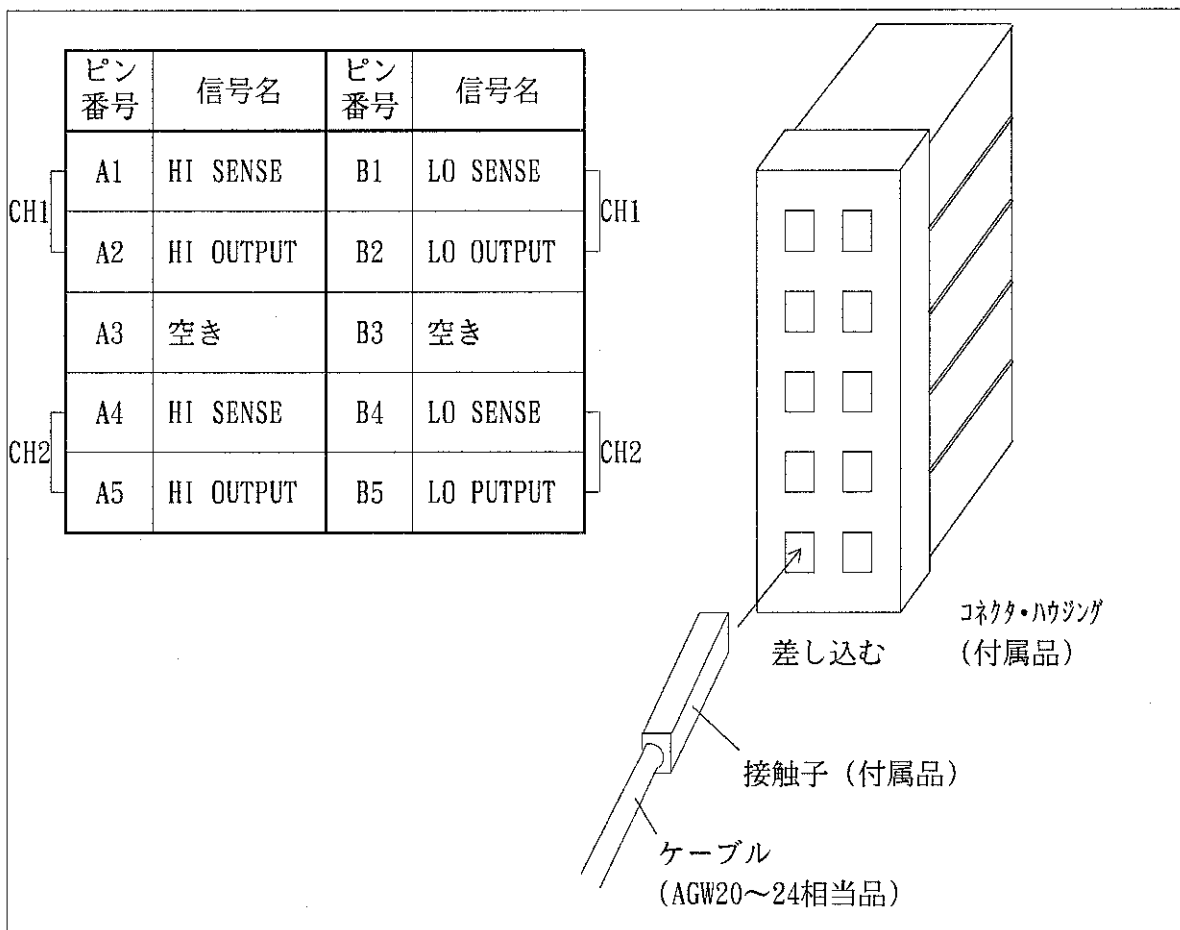 ピン番号 信号名 ピン番号 信号名
CH1 A1 HI SENSE B1 LO SENSE CH1
A2 HI OUTPUT B2 LO OUTPUT
A3 空き B3 空き
CH2 A4 HI SENSE B4 LO SENSE CH2
A5 HI OUTPUT B5 LO PUTPUT
コネクタ・ハウジング
差し込む (付属品)
接触子 (付属品)
ケーブル
(AGW20～24相当品)